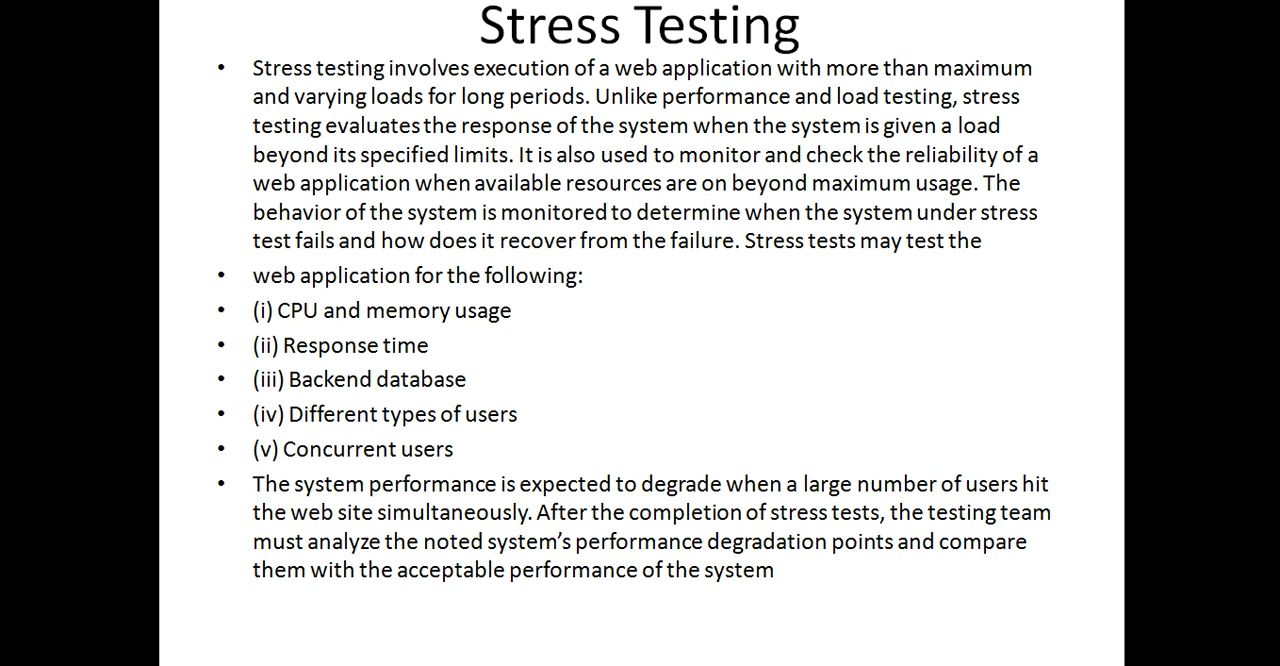 Stress Testing
• Stress testing involves execution of a web application with more than maximum
and varying loads for long periods. Unlike performance and load testing, stress
testing evaluates the response of the system when the system is given a load
beyond its specified limits. It is also used to monitor and check the reliability of a
web application when available resources are on beyond maximum usage. The
behavior of the system is monitored to determine when the system under stress
test fails and how does it recover from the failure. Stress tests may test the
• web application for the following:
• (i) CPU and memory usage
• (ii) Response time
• (iii) Backend database
• (iv) Different types of users
• (v) Concurrent users
• The system performance is expected to degrade when a large number of users hit
the web site simultaneously. After the completion of stress tests, the testing team
must analyze the noted system’s performance degradation points and compare
them with the acceptable performance of the system